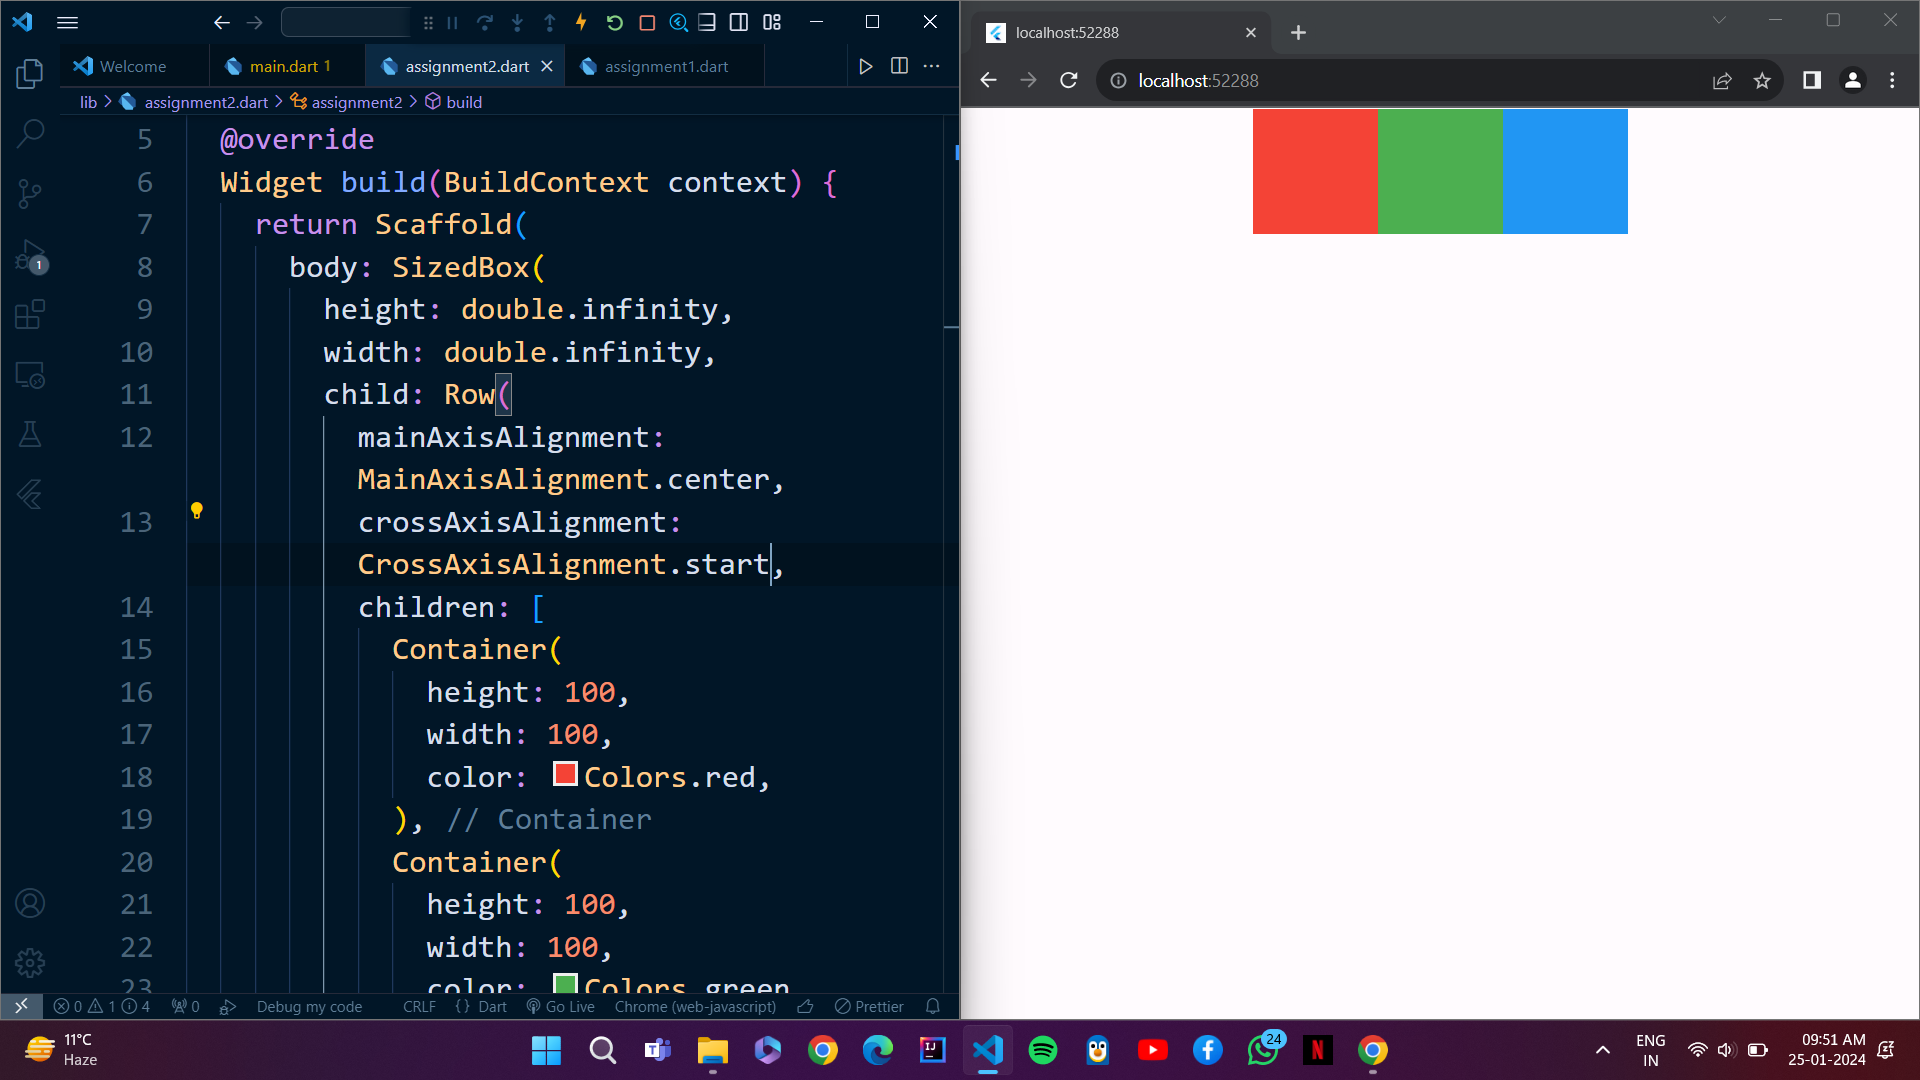 Welcome
main.dart 1
assignment2.dart
assignment1.dart
lib > assignment2.dart > assignment2 > build
5 @override
6 Widget build(BuildContext context) {
7 return Scaffold(
8 body: SizedBox(
9 height: double.infinity,
10 width: double.infinity,
11 child: Row(
12 mainAxisAlignment:
MainAxisAlignment.center,
13 crossAxisAlignment:
CrossAxisAlignment.start,
14 children: [
15 Container(
16 height: 100,
17 width: 100,
18 color: Colors.red,
19 ), // Container
20 Container(
21 height: 100,
22 width: 100,
23 color: Colors.green
1
0 1 4 0 Debug my code CRLF {} Dart Go Live Chrome (web-javascript) Prettier
localhost:52288
localhost:52288
11°C
Haze
24
ENG
IN
09:51 AM
25-01-2024